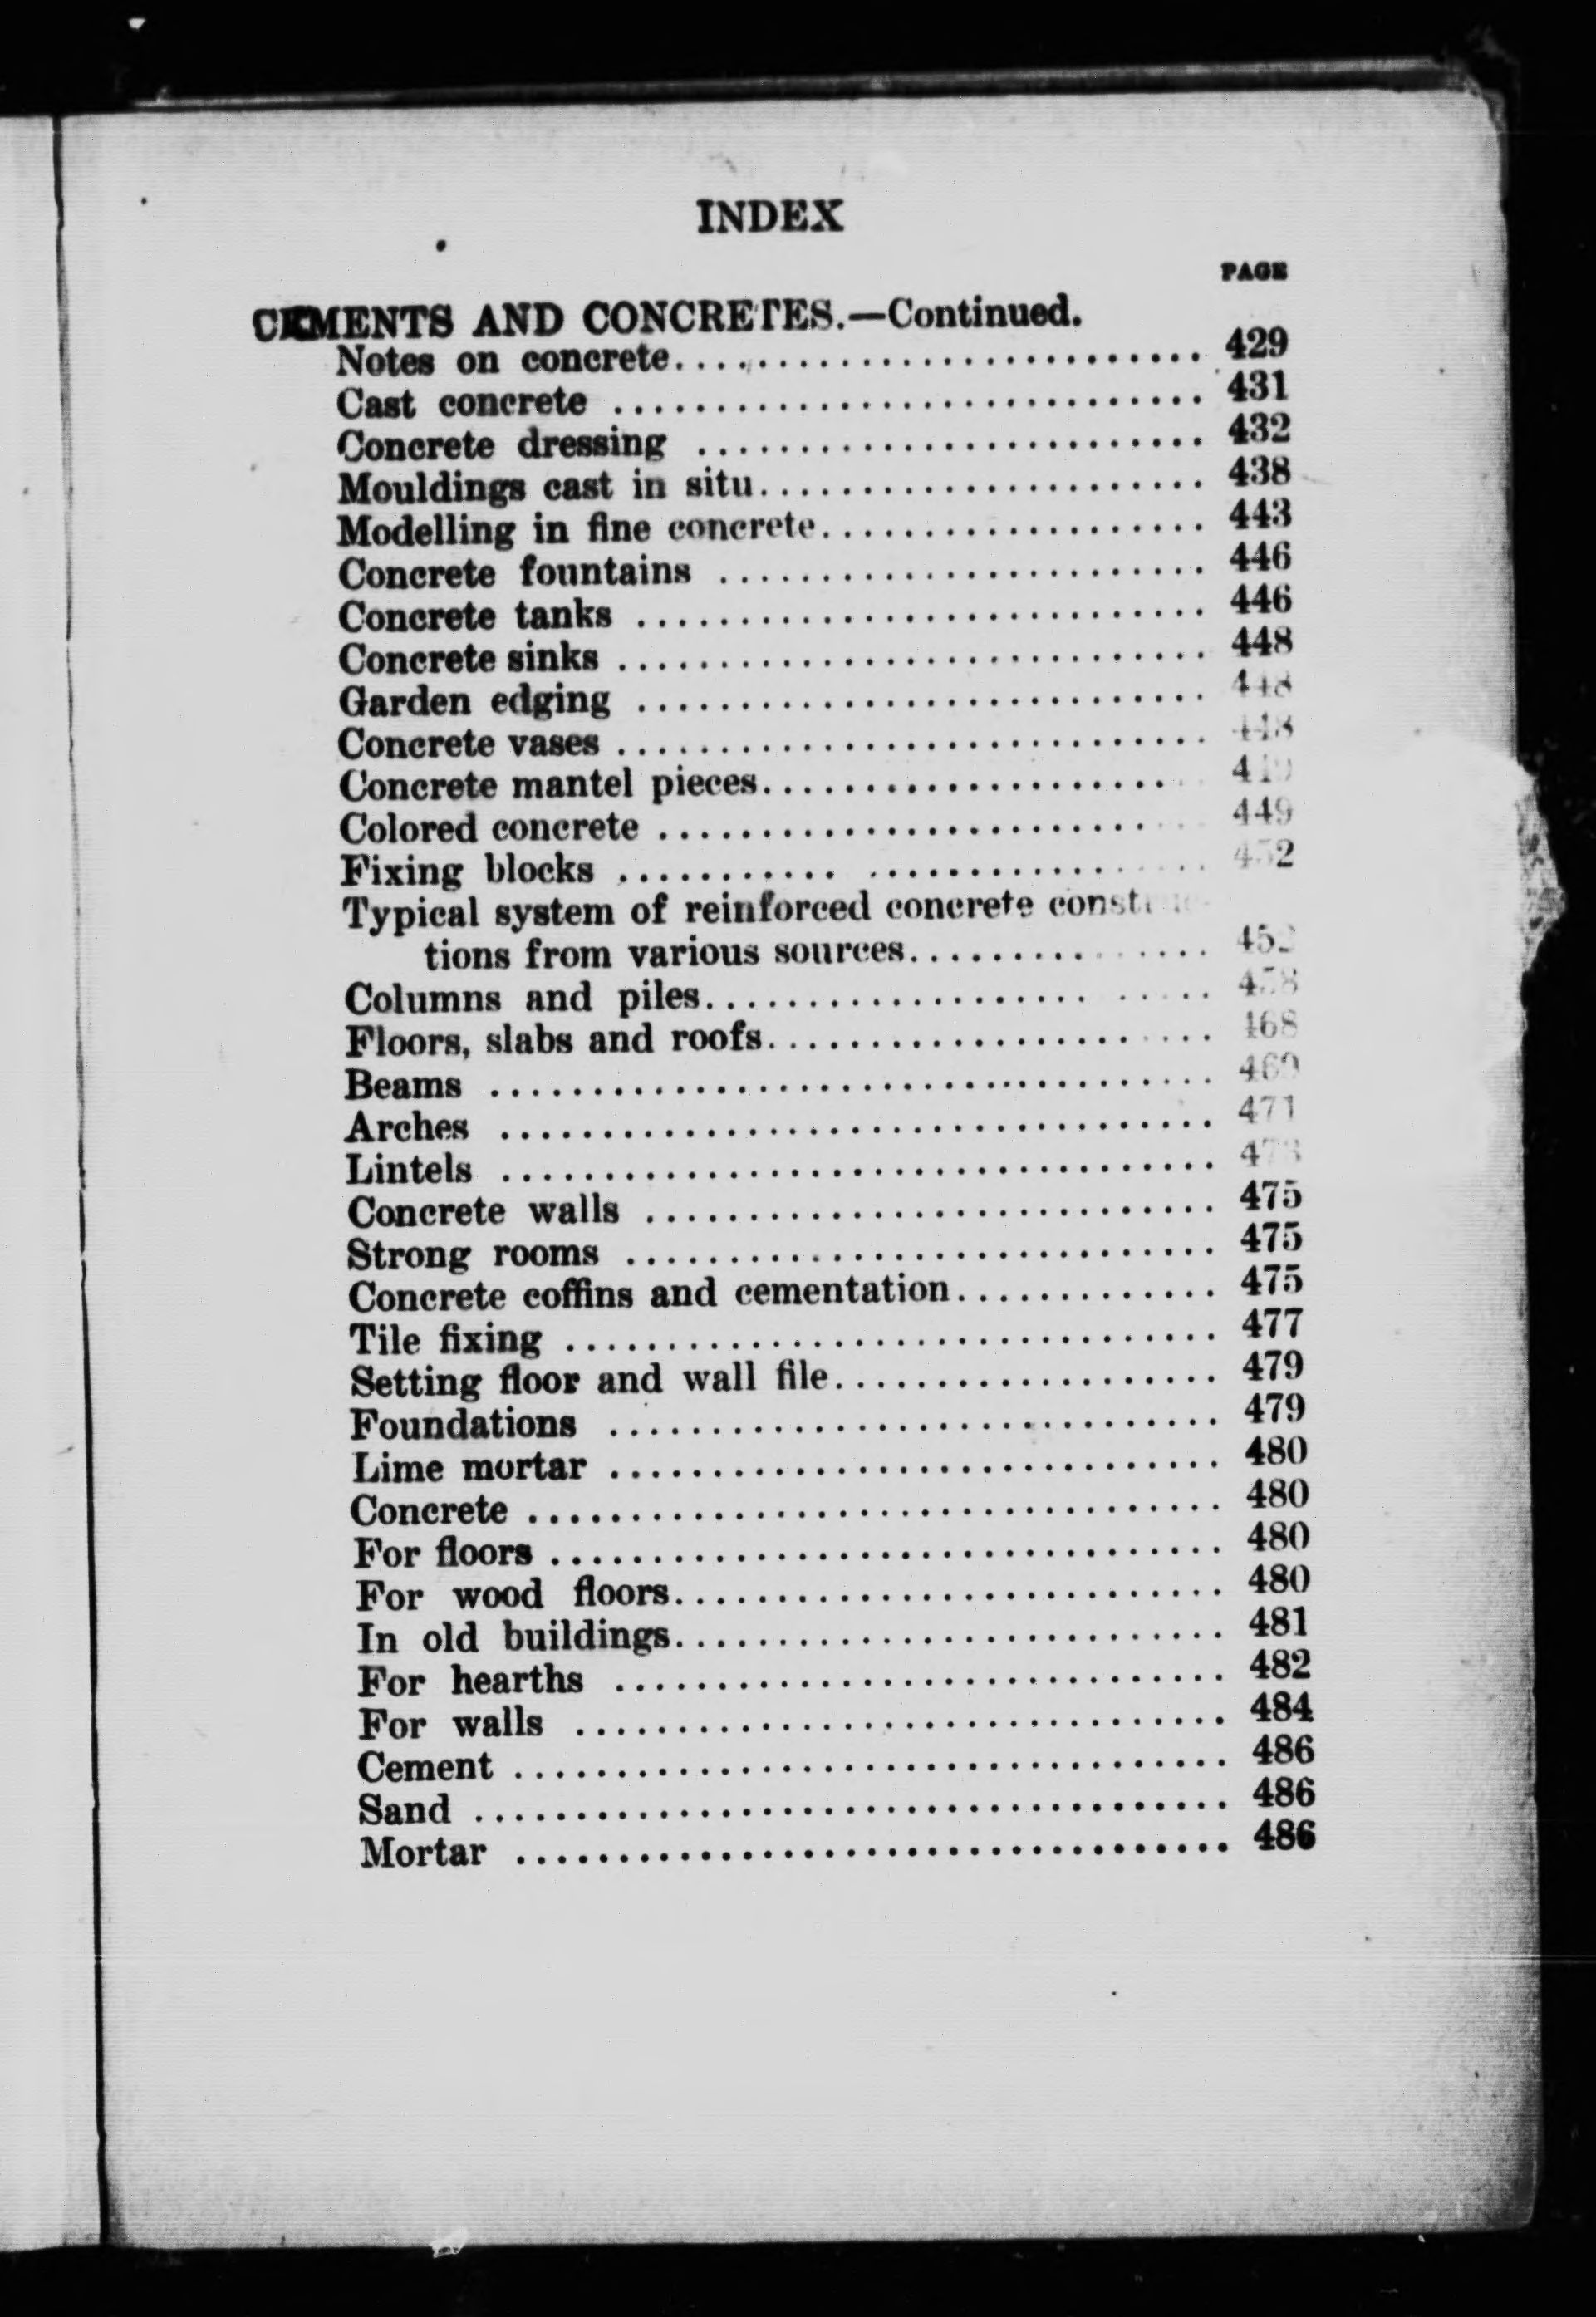 INDEX
PAGE
CEMENTS AND CONCRETES.—Continued.
Notes on concrete.......................... 429
Cast concrete ............................. 431
Concrete dressing ......................... 432
Mouldings cast in situ...................... 438
Modelling in fine concrete................... 443
Concrete fountains ........................ 446
Concrete tanks ............................ 446
Concrete sinks ............................. 448
Garden edging ............................ 448
Concrete vases ............................. 448
Concrete mantel pieces....................
Colored concrete .......................... 449
Fixing blocks ........... .................
Typical system of reinforced concrete
tions from various sources...............
Columns and piles................... .....
Floors, slabs and roofs...................... 468
Beams .................................... 469
Arches ................................... 471
Lintels ...................................
Concrete walls ............................ 475
Strong rooms ............................. 475
Concrete coffins and cementation............. 475
Tile fixing ................................ 477
Setting floor and wall file................... 479
Foundations .............................. 479
Lime mortar .............................. 480
Concrete .................................. 480
For floors ................................. 480
For wood floors........................... 480
In old buildings........................... 481
For hearths .............................. 482
For walls ................................ 484
Cement ................................... 486
Sand ..................................... 486
Mortar ................................... 486